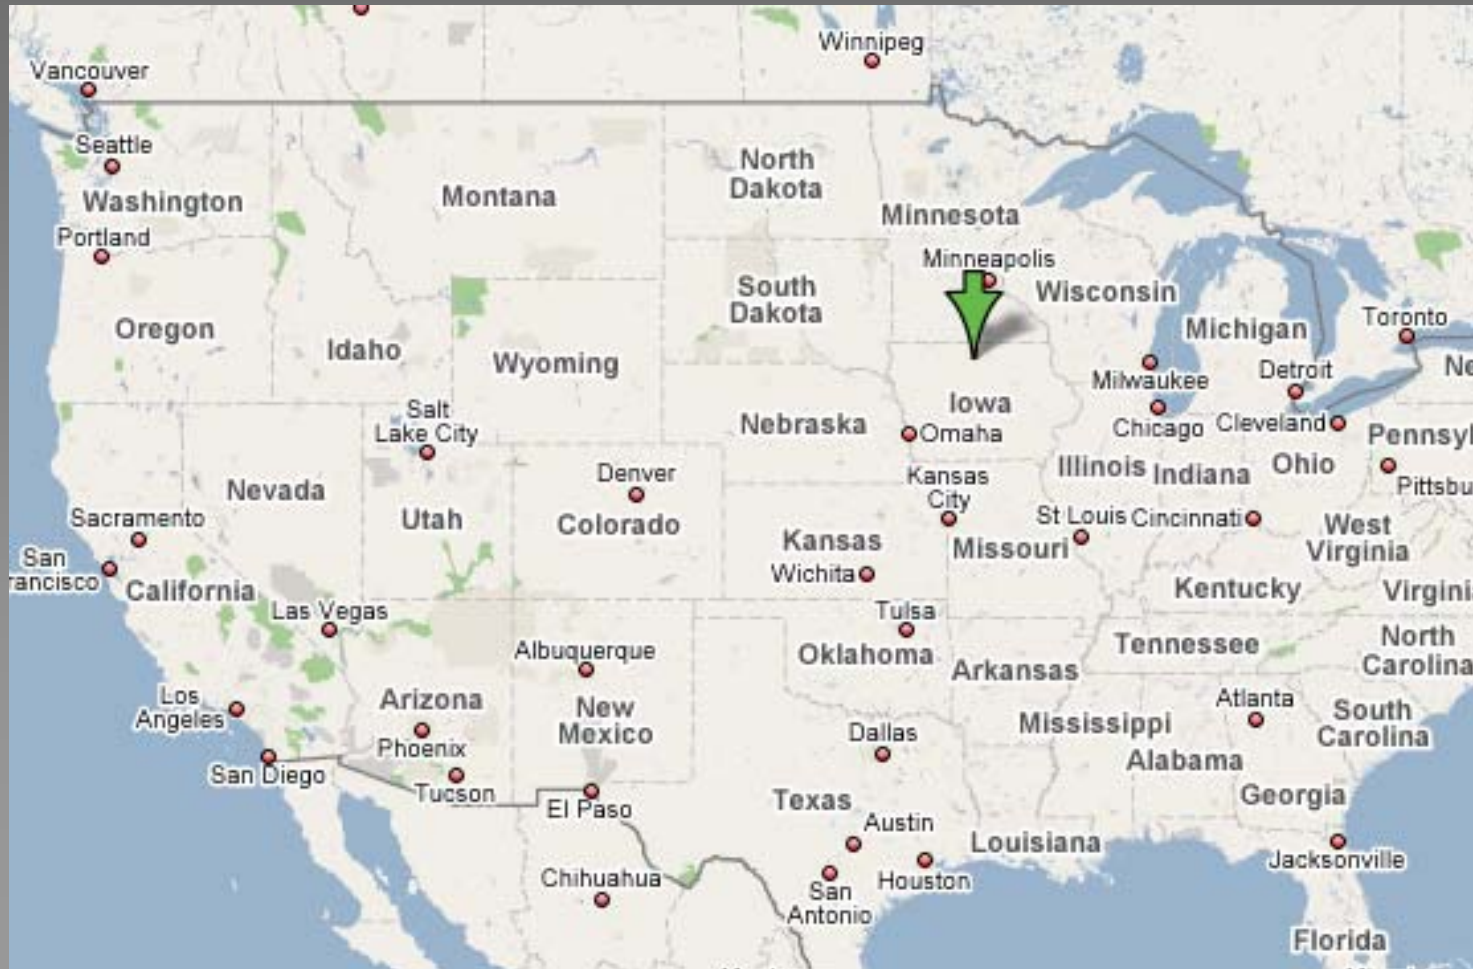 Winnipeg
Vancouver
Seattle
Washington
Portland
Montana
North
Dakota
Minnesota
Minneapolis
Wisconsin
South
Dakota
Oregon
Idaho
Wyoming
Michigan
Toronto
Ne
Milwaukee
Detroit
Iowa
Nebraska
Omaha
Chicago
Cleveland
Pennsyl
Salt
Lake City
Denver
Nevada
Utah
Colorado
Kansas
City
Illinois
Indiana
Ohio
Pittsbu
Sacramento
San
rancisco
California
Kansas
Wichita
Missouri
St Louis
Cincinnati
West
Virginia
Kentucky
Virgini
Las Vegas
Tulsa
Oklahoma
Arkansas
Tennessee
North
Carolina
Albuquerque
Los
Angeles
Arizona
Phoenix
New
Mexico
Dallas
Mississippi
Alabama
Atlanta
South
Carolina
San Diego
Tucson
El Paso
Texas
Georgia
Austin
Louisiana
Chihuahua
San
Antonio
Houston
Jacksonville
Florida